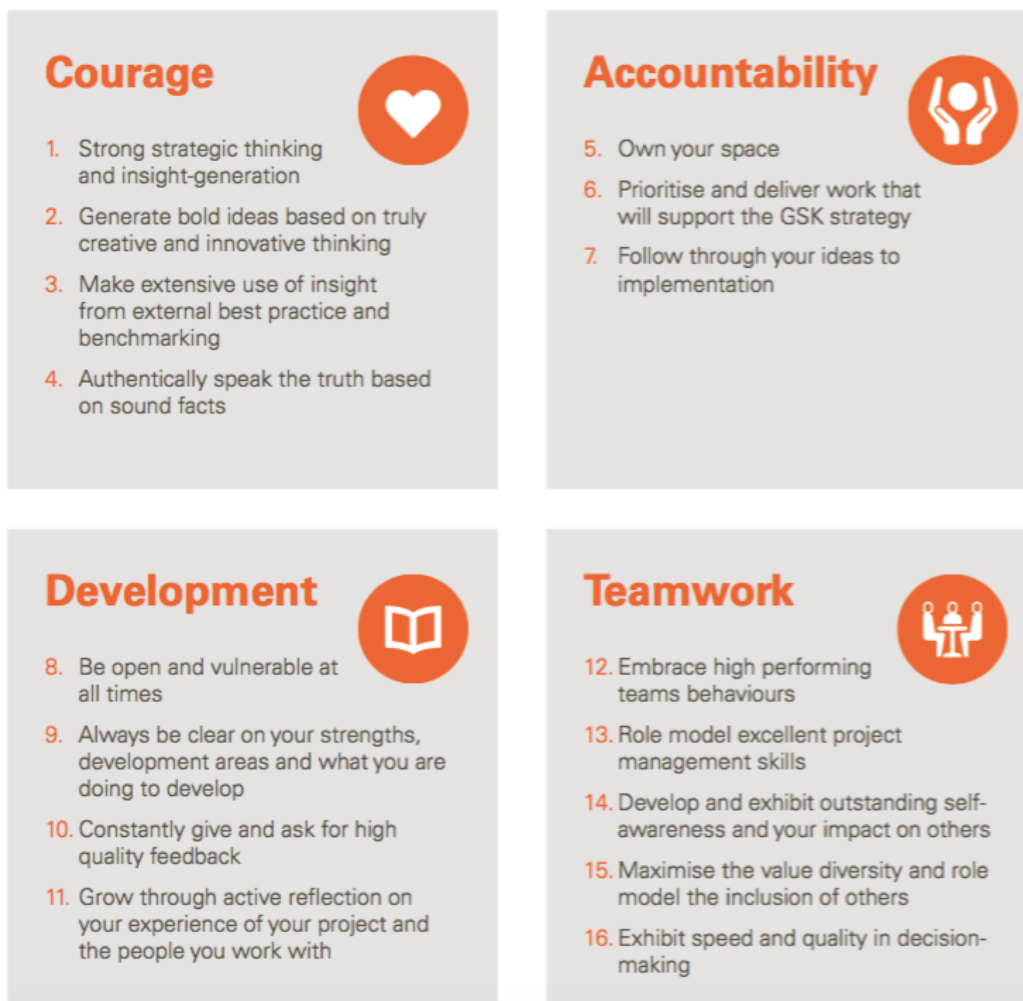 Courage
1. Strong strategic thinking
and insight-generation
2. Generate bold ideas based on truly
creative and innovative thinking
3. Make extensive use of insight
from external best practice and
benchmarking
4. Authentically speak the truth based
on sound facts
Accountability
5. Own your space
6. Prioritise and deliver work that
will support the GSK strategy
7. Follow through your ideas to
implementation
Development
8. Be open and vulnerable at
all times
9. Always be clear on your strengths,
development areas and what you are
doing to develop
10. Constantly give and ask for high
quality feedback
11. Grow through active reflection on
your experience of your project and
the people you work with
Teamwork
12. Embrace high performing
teams behaviours
13. Role model excellent project
management skills
14. Develop and exhibit outstanding self-
awareness and your impact on others
15. Maximise the value diversity and role
model the inclusion of others
16. Exhibit speed and quality in decision-
making